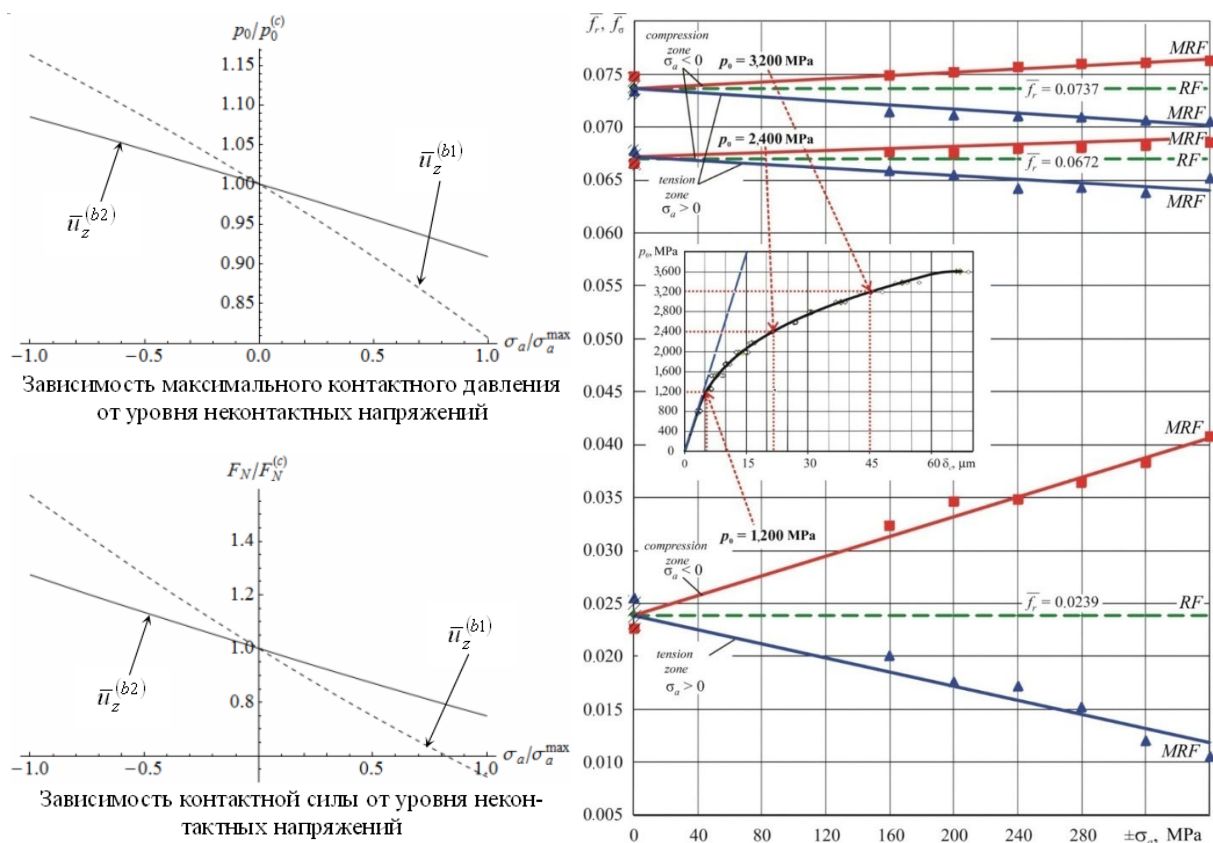 p₀/p₀⁽ᶜ⁾
1.15
1.10
1.05
1.00
0.95
0.90
0.85
ū_z^(b1)
ū_z^(b2)
−1.0
−0.5
0.0
0.5
1.0
σₐ/σₐ^max
Зависимость максимального контактного давления
от уровня неконтактных напряжений
F_N/F_N^(c)
1.4
1.2
1.0
0.8
ū_z^(b1)
ū_z^(b2)
−1.0
−0.5
0
0.5
1.0
σₐ/σₐ^max
Зависимость контактной силы от уровня некон-
тактных напряжений
f̄_r, f̄_σ
0.075
0.070
0.065
0.060
0.055
0.050
0.045
0.040
0.035
0.030
0.025
0.020
0.015
0.010
0.005
compression
zone
σₐ < 0
p₀ = 3,200 MPa
MRF
f̄_r = 0.0737
RF
MRF
p₀ = 2,400 MPa
MRF
f̄_r = 0.0672
RF
MRF
tension
zone
σₐ > 0
p₀, MPa
3,600
3,200
2,800
2,400
2,000
1,600
1,200
800
400
0
0
15
30
45
60 δ_c, μm
p₀ = 1,200 MPa
compression
zone
σₐ < 0
MRF
f̄_r = 0.0239
RF
tension
zone
σₐ > 0
MRF
0
40
80
120
160
200
240
280
±σₐ, MPa